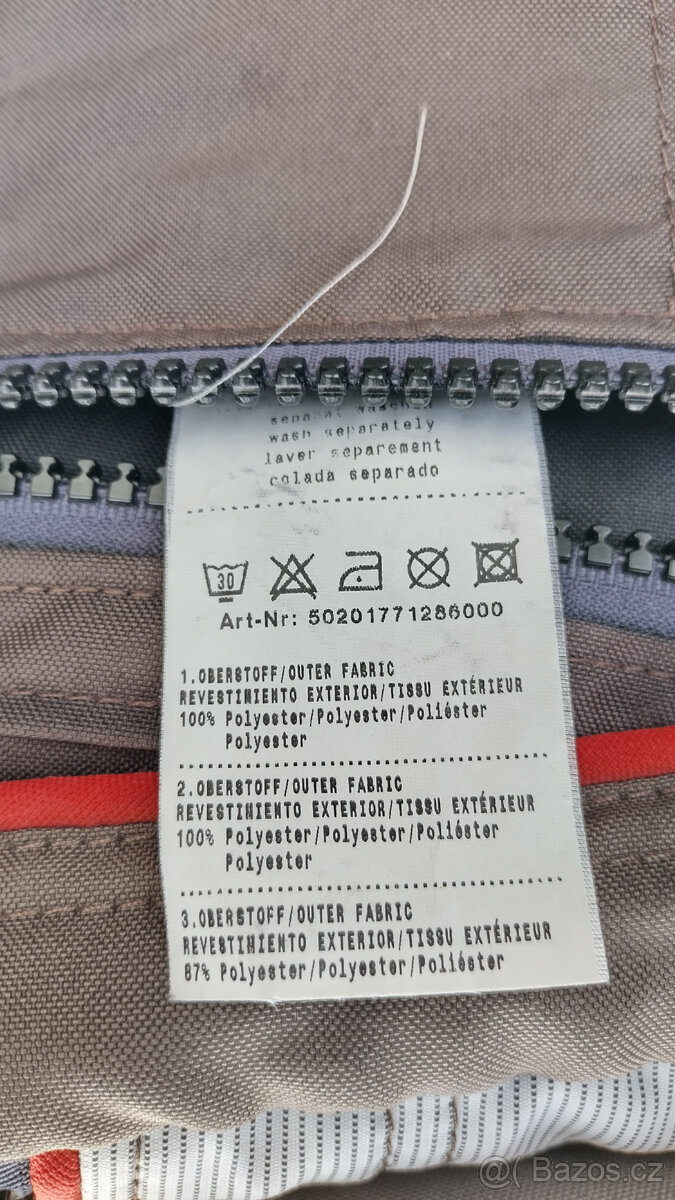 wash separately
laver separement
colada separado
30
Art-Nr: 50201771286000
1.OBERSTOFF/OUTER FABRIC
REVESTIMIENTO EXTERIOR/TISSU EXTÉRIEUR
100% Polyester/Polyester/Poliéster
Polyester
2.OBERSTOFF/OUTER FABRIC
REVESTIMIENTO EXTERIOR/TISSU EXTÉRIEUR
100% Polyester/Polyester/Poliéster
Polyester
3.OBERSTOFF/OUTER FABRIC
REVESTIMIENTO EXTERIOR/TISSU EXTÉRIEUR
87% Polyester/Polyester/Poliéster
@ Bazos.cz